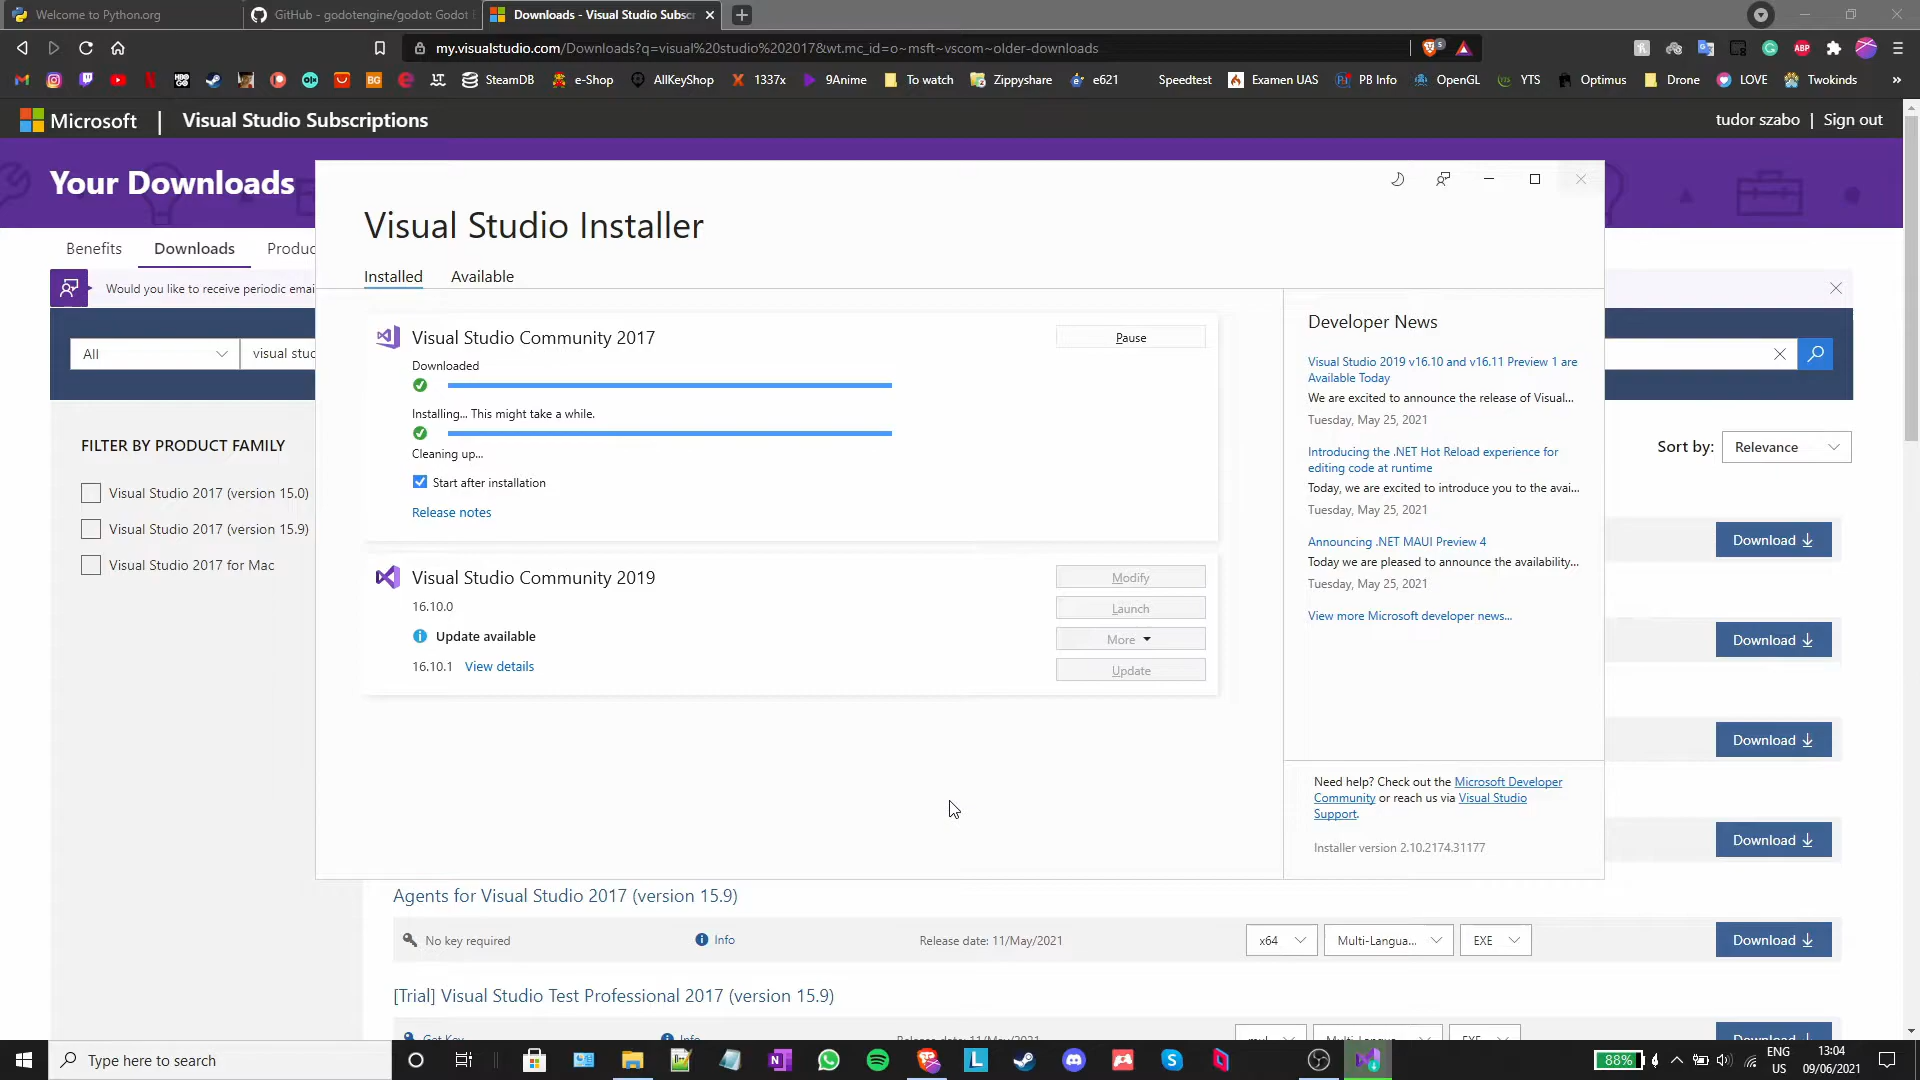 Welcome to Python.org
GitHub - godotengine/godot: Godot E
Downloads - Visual Studio Subsc
my.visualstudio.com/Downloads?q=visual%20studio%202017&wt.mc_id=o~msft~vscom~older-downloads
SteamDB e-Shop AllKeyShop 1337x 9Anime To watch Zippyshare e621 Speedtest Examen UAS PB Info OpenGL YTS Optimus Drone LOVE Twokinds »
Microsoft | Visual Studio Subscriptions
tudor szabo | Sign out
Your Downloads
Benefits Downloads Produc
Would you like to receive periodic emai
All
visual stud
FILTER BY PRODUCT FAMILY
Visual Studio 2017 (version 15.0)
Visual Studio 2017 (version 15.9)
Visual Studio 2017 for Mac
Sort by: Relevance
Download
Download
Download
Download
Visual Studio Installer
Installed Available
Visual Studio Community 2017
Pause
Downloaded
Installing... This might take a while.
Cleaning up...
Start after installation
Release notes
Visual Studio Community 2019
16.10.0
Update available
16.10.1 View details
Modify
Launch
More
Update
Developer News
Visual Studio 2019 v16.10 and v16.11 Preview 1 are
Available Today
We are excited to announce the release of Visual...
Tuesday, May 25, 2021
Introducing the .NET Hot Reload experience for
editing code at runtime
Today, we are excited to introduce you to the avai...
Tuesday, May 25, 2021
Announcing .NET MAUI Preview 4
Today we are pleased to announce the availability...
Tuesday, May 25, 2021
View more Microsoft developer news...
Need help? Check out the Microsoft Developer
Community or reach us via Visual Studio
Support.
Installer version 2.10.2174.31177
Agents for Visual Studio 2017 (version 15.9)
No key required Info Release date: 11/May/2021 x64 Multi-Langua... EXE Download
[Trial] Visual Studio Test Professional 2017 (version 15.9)
Get Key Info Release date: 11/May/2021
Type here to search
88%
ENG
US
13:04
09/06/2021